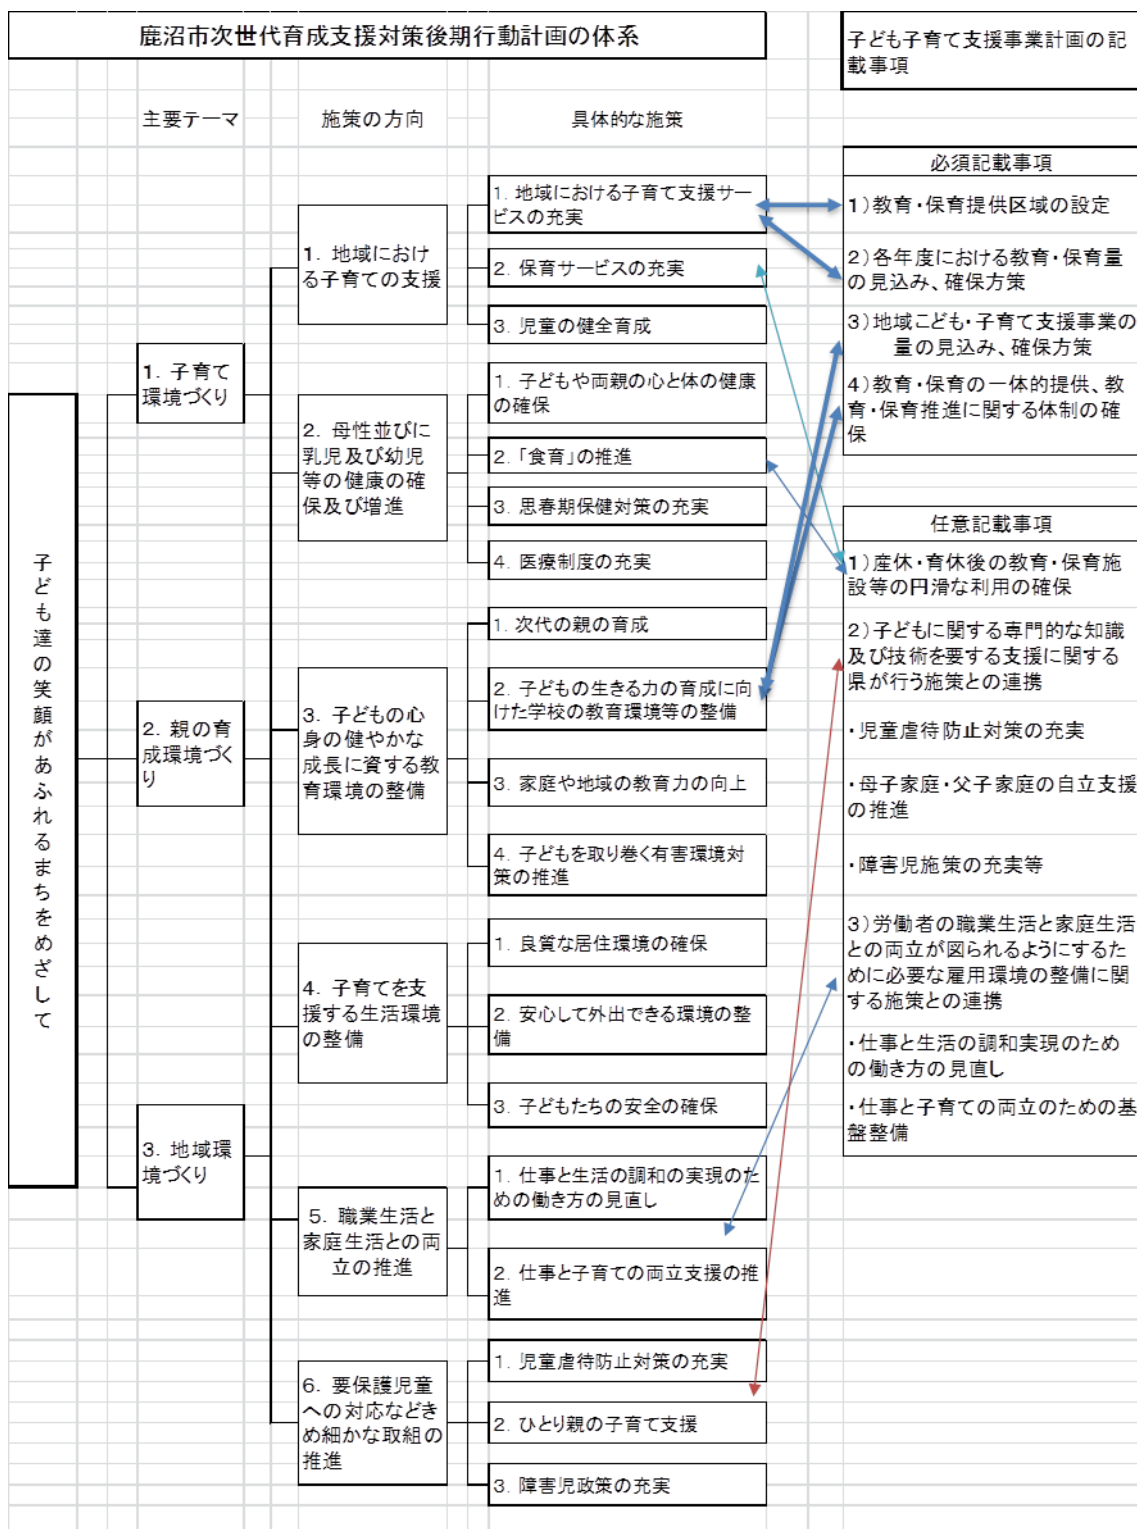 鹿沼市次世代育成支援対策後期行動計画の体系
子ども子育て支援事業計画の記
載事項
主要テーマ
施策の方向
具体的な施策
子ども達の笑顔があふれるまちをめざして
1．子育て
環境づくり
2．親の育
成環境づく
り
3．地域環
境づくり
1．地域におけ
る子育ての支援
2．母性並びに
乳児及び幼児
等の健康の確
保及び増進
3．子どもの心
身の健やかな
成長に資する教
育環境の整備
4．子育てを支
援する生活環境
の整備
5．職業生活と
家庭生活との両
立の推進
6．要保護児童
への対応などき
め細かな取組の
推進
1．地域における子育て支援サー
ビスの充実
2．保育サービスの充実
3．児童の健全育成
1．子どもや両親の心と体の健康
の確保
2．「食育」の推進
3．思春期保健対策の充実
4．医療制度の充実
1．次代の親の育成
2．子どもの生きる力の育成に向
けた学校の教育環境等の整備
3．家庭や地域の教育力の向上
4．子どもを取り巻く有害環境対
策の推進
1．良質な居住環境の確保
2．安心して外出できる環境の整
備
3．子どもたちの安全の確保
1．仕事と生活の調和の実現のた
めの働き方の見直し
2．仕事と子育ての両立支援の推
進
1．児童虐待防止対策の充実
2．ひとり親の子育て支援
3．障害児政策の充実
必須記載事項
1）教育・保育提供区域の設定
2）各年度における教育・保育量
の見込み、確保方策
3）地域こども・子育て支援事業の
量の見込み、確保方策
4）教育・保育の一体的提供、教
育・保育推進に関する体制の確
保
任意記載事項
1）産休・育休後の教育・保育施
設等の円滑な利用の確保
2）子どもに関する専門的な知識
及び技術を要する支援に関する
県が行う施策との連携
・児童虐待防止対策の充実
・母子家庭・父子家庭の自立支援
の推進
・障害児施策の充実等
3）労働者の職業生活と家庭生活
との両立が図られるようにするた
めに必要な雇用環境の整備に関
する施策との連携
・仕事と生活の調和実現のため
の働き方の見直し
・仕事と子育ての両立のための基
盤整備